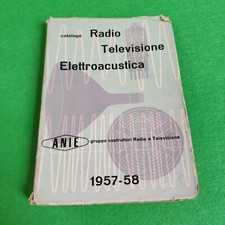 catalogo Radio
Televisione
Elettroacustica
ANIE gruppo costruttori Radio e Televisione
1957-58